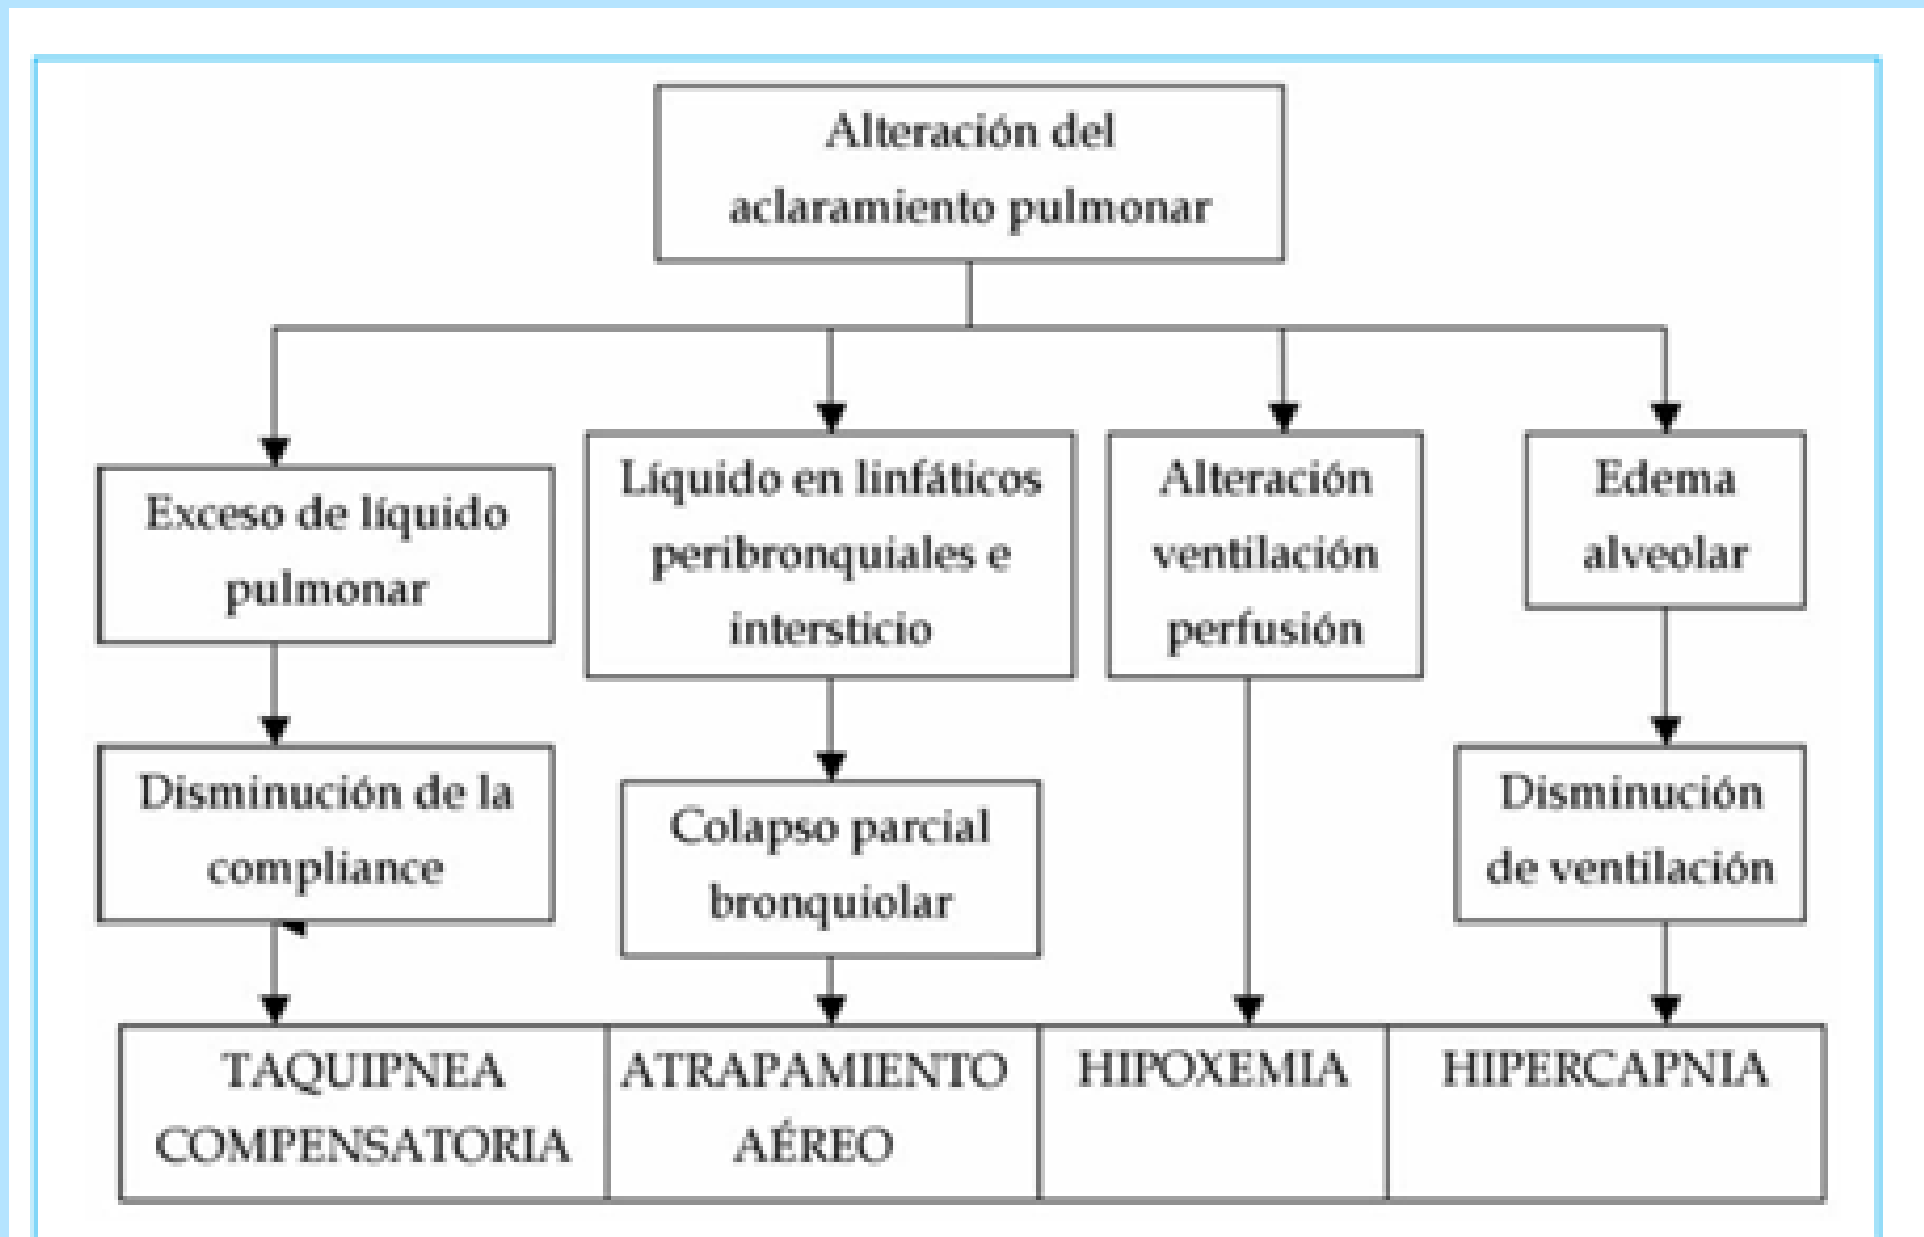 Alteración del
aclaramiento pulmonar
Exceso de líquido
pulmonar
Líquido en linfáticos
peribronquiales e
intersticio
Alteración
ventilación
perfusión
Edema
alveolar
Disminución de la
compliance
Colapso parcial
bronquiolar
Disminución
de ventilación
TAQUIPNEA
COMPENSATORIA
ATRAPAMIENTO
AÉREO
HIPOXEMIA
HIPERCAPNIA